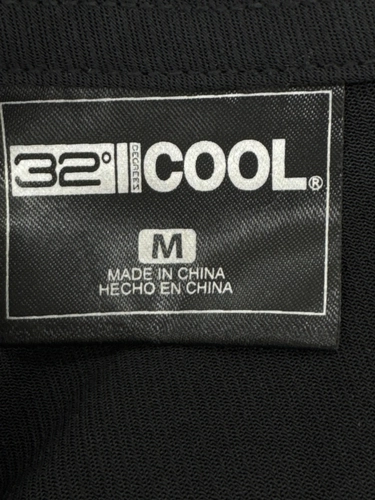 32° DEGREES COOL®
M
MADE IN CHINA
HECHO EN CHINA